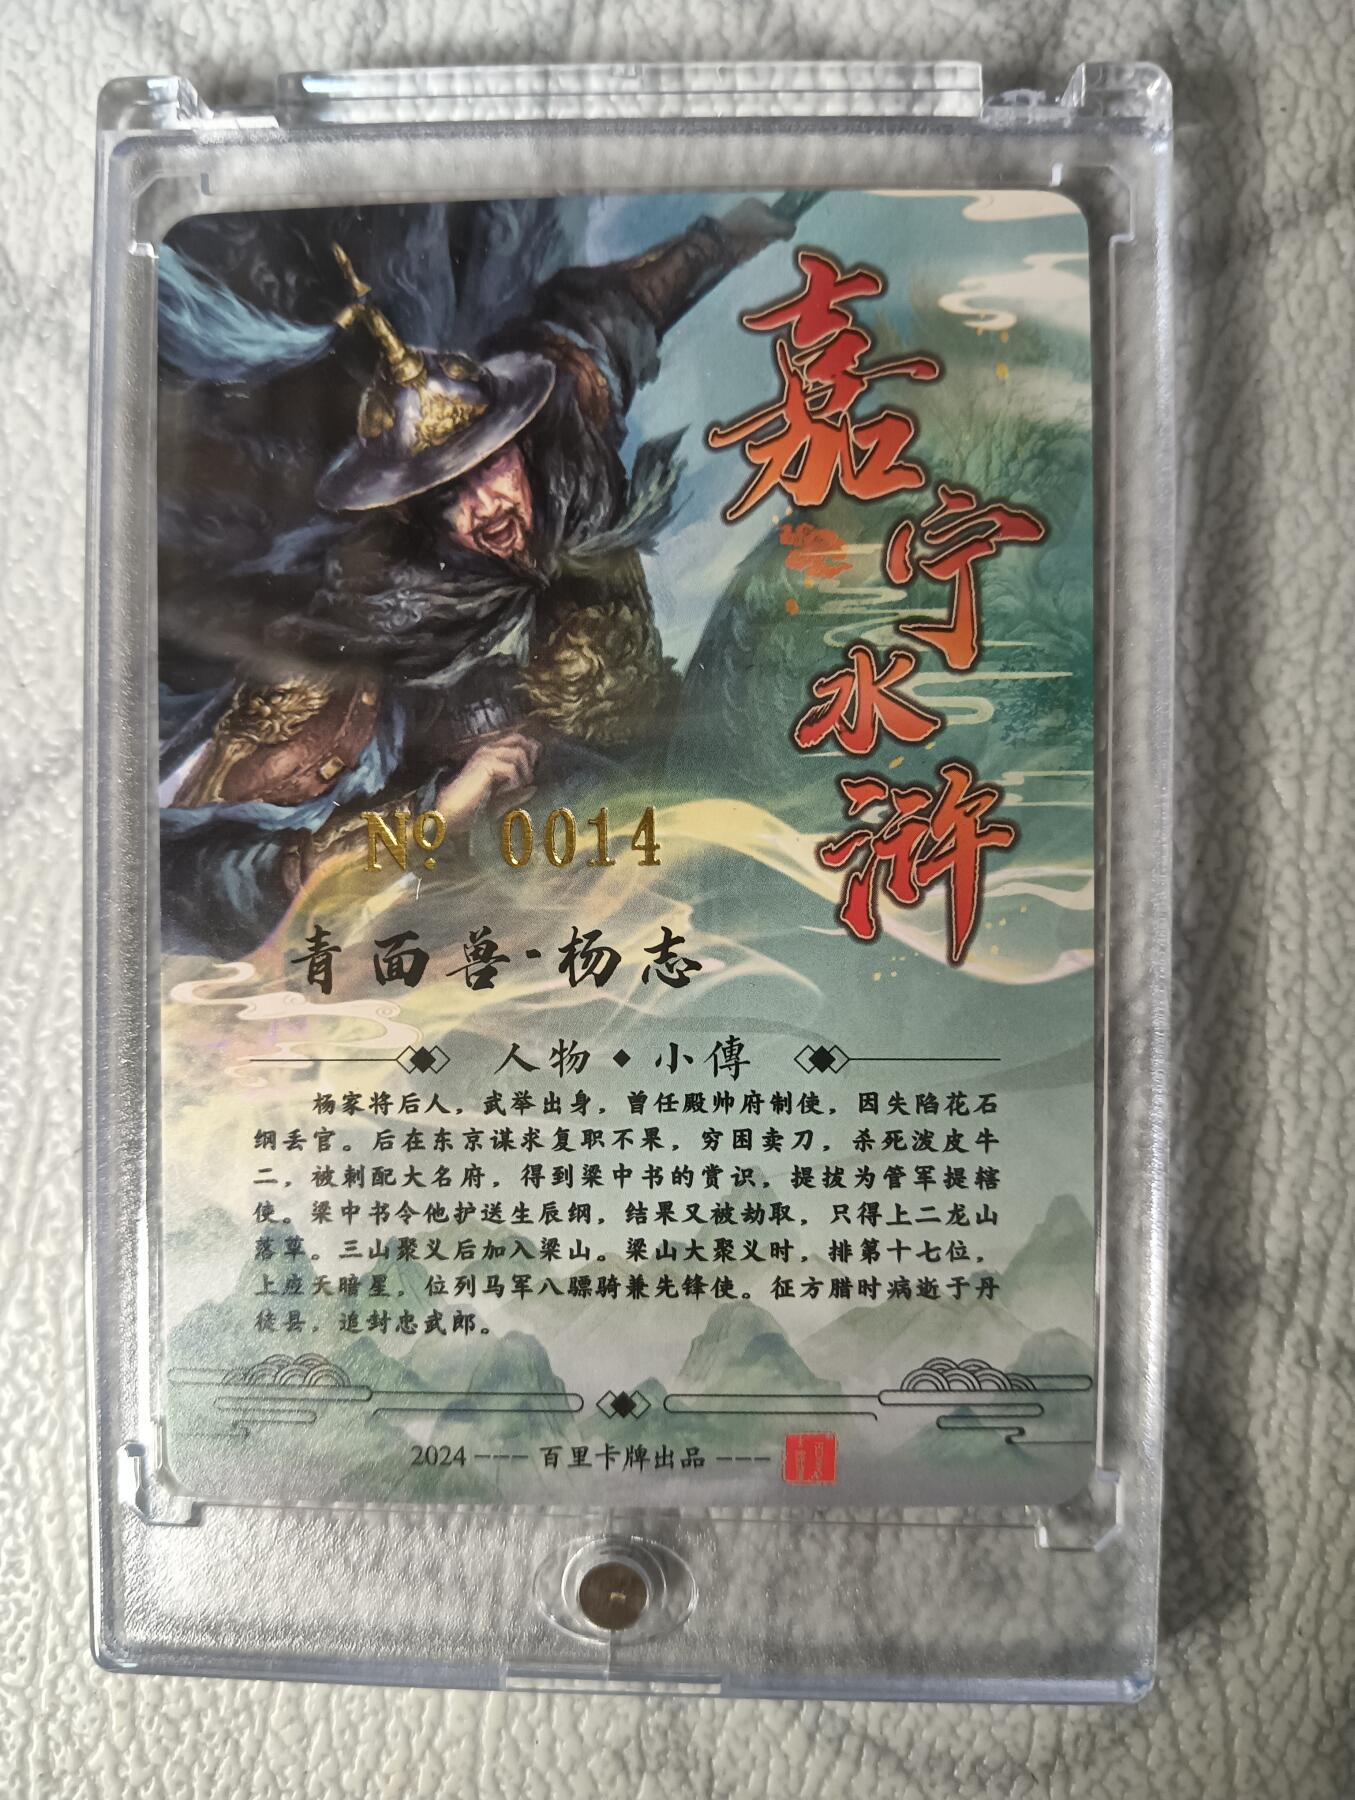 嘉宁水浒
№ 0014
青面兽·杨志
人物◆小傳
杨家将后人，武举出身，曾任殿帅府制使，因失陷花石
纲丢官。后在东京谋求复职不果，穷困卖刀，杀死泼皮牛
二，被刺配大名府，得到梁中书的赏识，提拔为管军提辖
使。梁中书令他护送生辰纲，结果又被劫取，只得上二龙山
落草。三山聚义后加入梁山。梁山大聚义时，排第十七位，
上应天暗星，位列马军八骠骑兼先锋使。征方腊时病逝于丹
徒县，追封忠武郎。
2024 --- 百里卡牌出品 ---